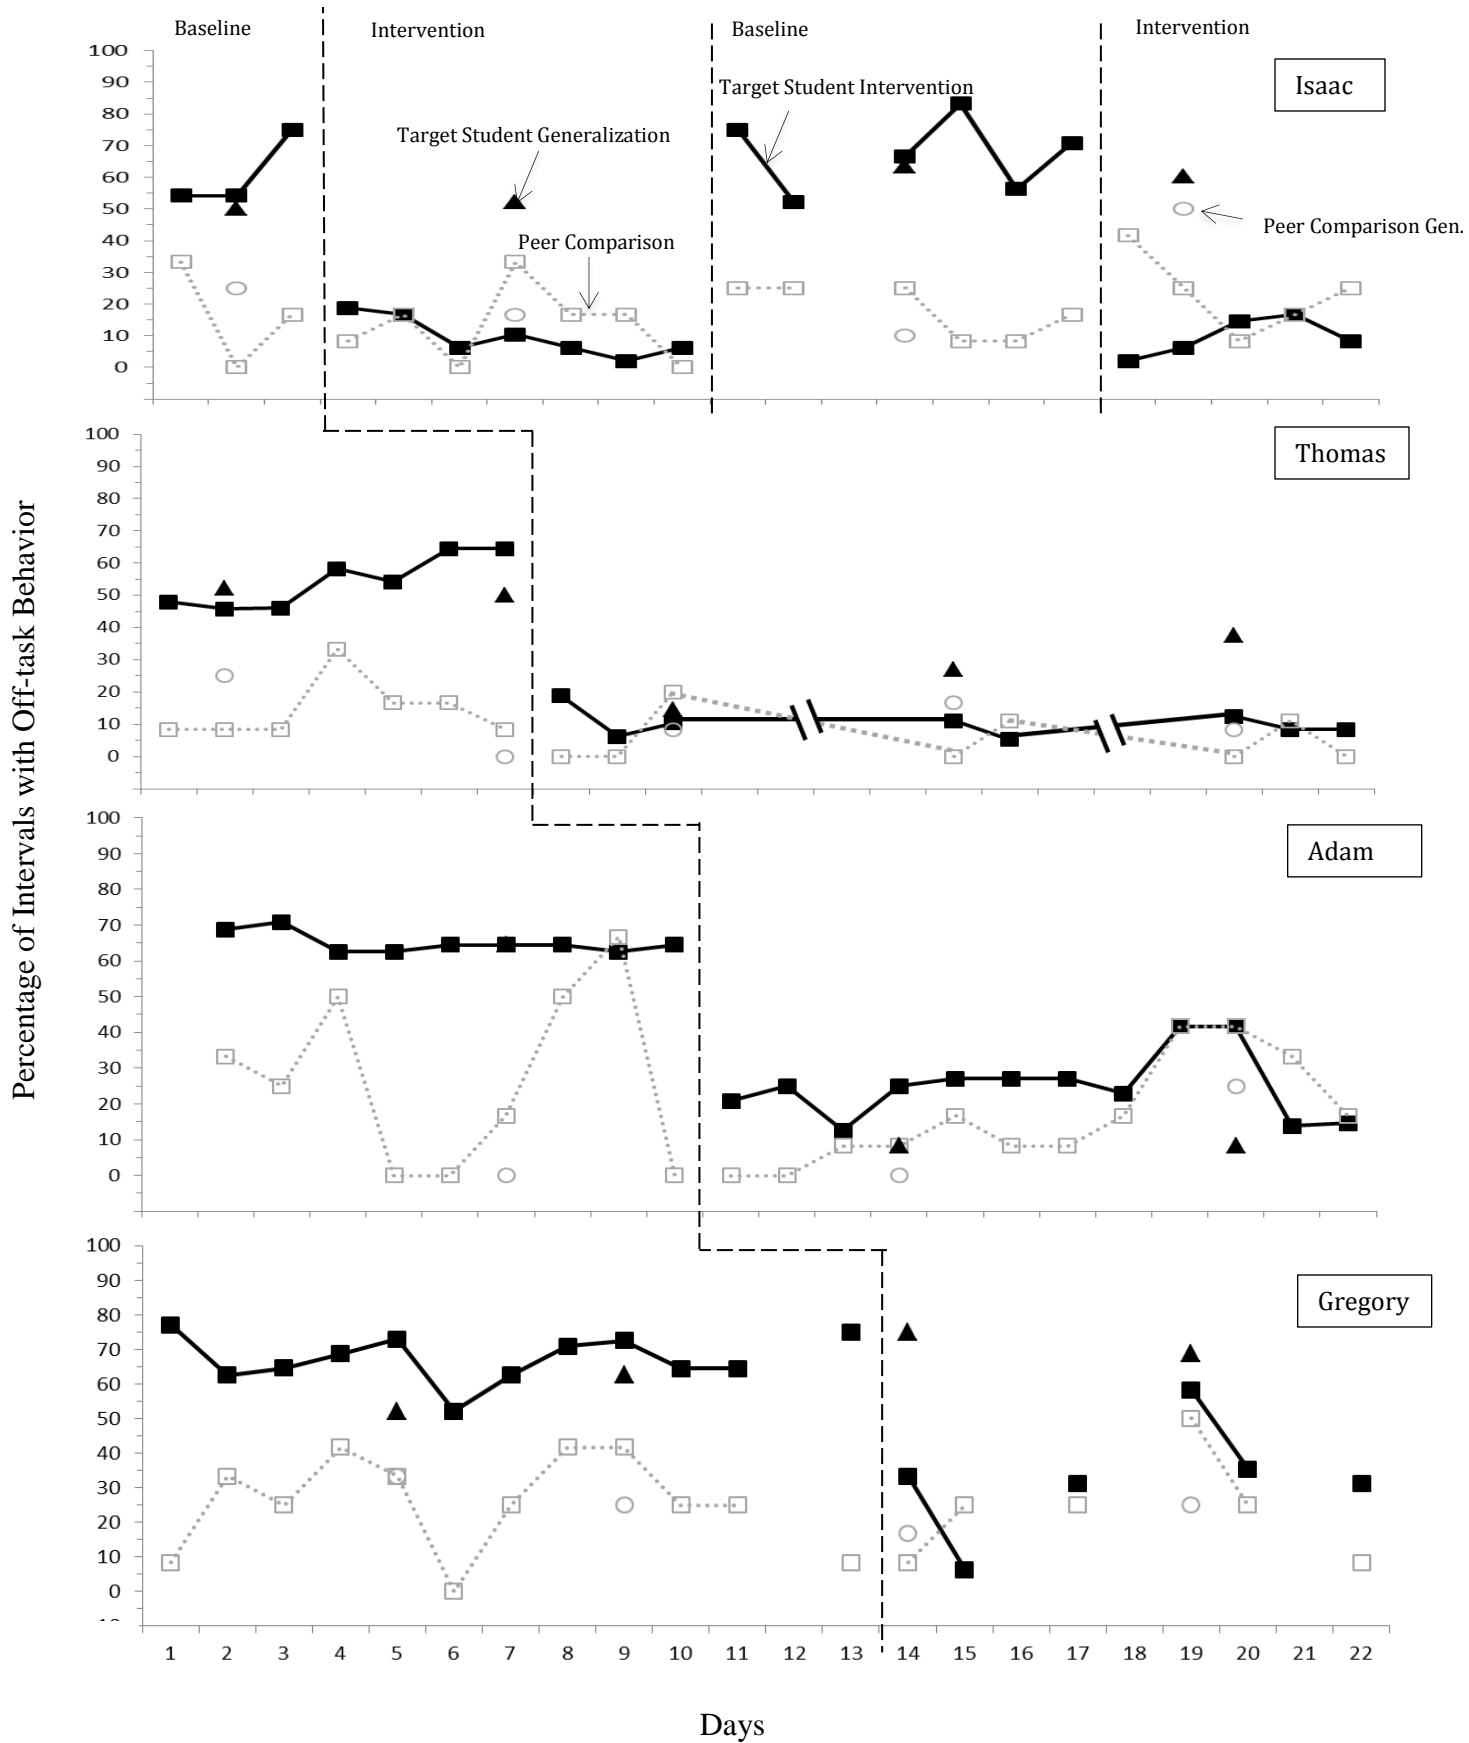 Baseline
Intervention
Baseline
Intervention
100
90
80
70
60
50
40
30
20
10
0
Isaac
Target Student Intervention
Target Student Generalization
Peer Comparison
Peer Comparison Gen.
Percentage of Intervals with Off-task Behavior
100
90
80
70
60
50
40
30
20
10
0
Thomas
100
90
80
70
60
50
40
30
20
10
0
Adam
100
90
80
70
60
50
40
30
20
10
0
Gregory
1 2 3 4 5 6 7 8 9 10 11 12 13 14 15 16 17 18 19 20 21 22
Days